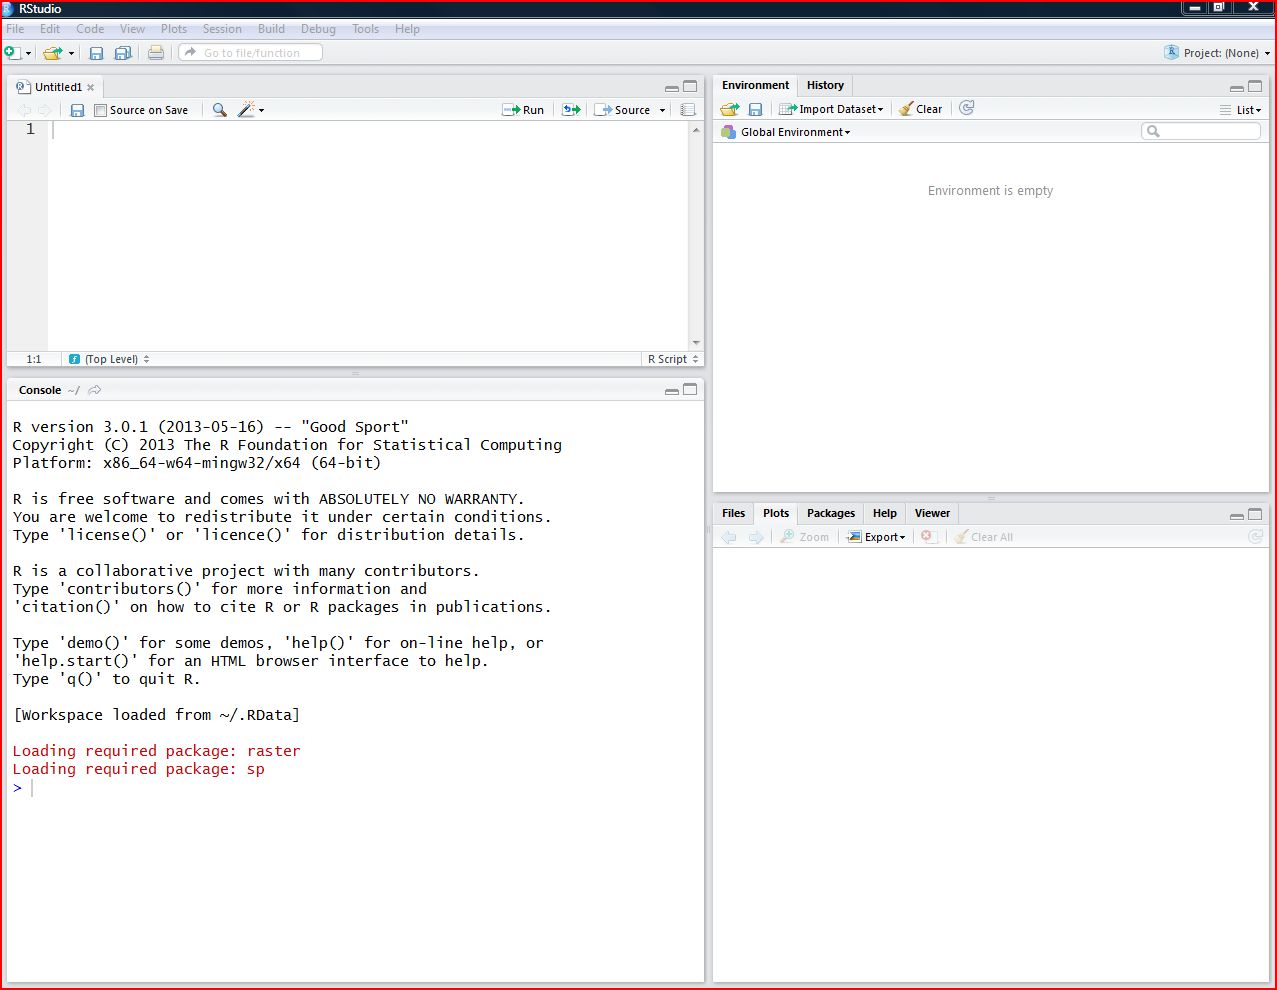 RStudio
File Edit Code View Plots Session Build Debug Tools Help
Go to file/function
Project: (None)
Untitled1
Source on Save
Run
Source
1
1:1
(Top Level)
R Script
Console ~/
R version 3.0.1 (2013-05-16) -- "Good Sport"
Copyright (C) 2013 The R Foundation for Statistical Computing
Platform: x86_64-w64-mingw32/x64 (64-bit)
R is free software and comes with ABSOLUTELY NO WARRANTY.
You are welcome to redistribute it under certain conditions.
Type 'license()' or 'licence()' for distribution details.
R is a collaborative project with many contributors.
Type 'contributors()' for more information and
'citation()' on how to cite R or R packages in publications.
Type 'demo()' for some demos, 'help()' for on-line help, or
'help.start()' for an HTML browser interface to help.
Type 'q()' to quit R.
[Workspace loaded from ~/.RData]
Loading required package: raster
Loading required package: sp
>
Environment History
Import Dataset
Clear
List
Global Environment
Environment is empty
Files Plots Packages Help Viewer
Zoom
Export
Clear All